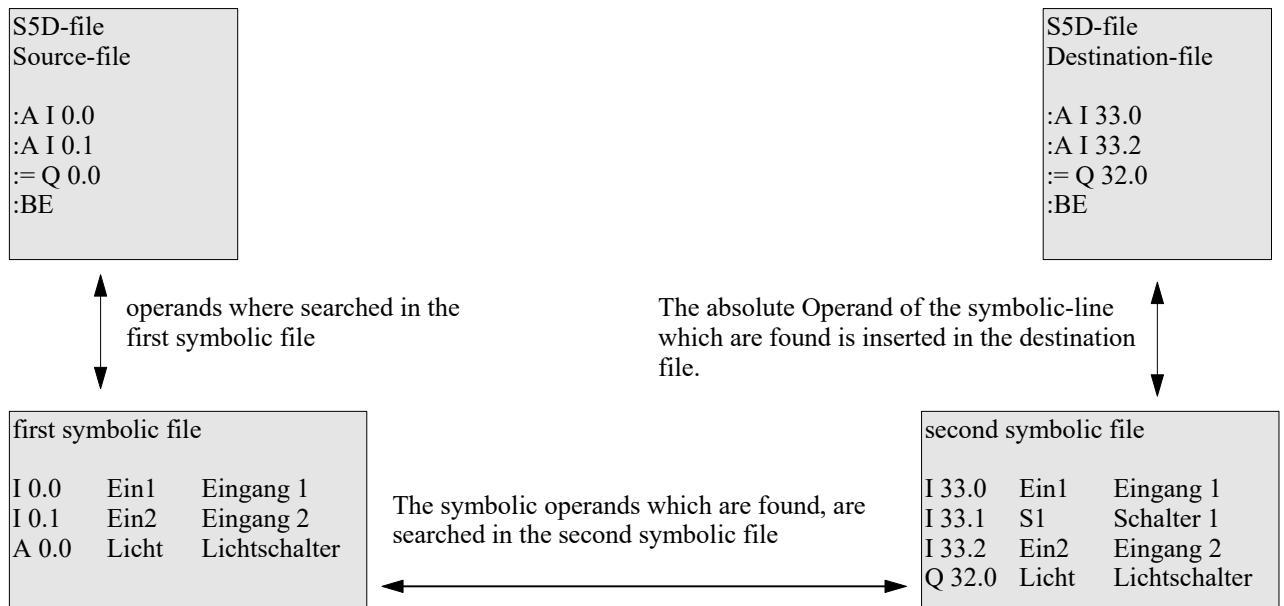 S5D-file
Source-file
:A I 0.0
:A I 0.1
:= Q 0.0
:BE
S5D-file
Destination-file
:A I 33.0
:A I 33.2
:= Q 32.0
:BE
operands where searched in the
first symbolic file
The absolute Operand of the symbolic-line
which are found is inserted in the destination
file.
first symbolic file
I 0.0 Ein1 Eingang 1
I 0.1 Ein2 Eingang 2
A 0.0 Licht Lichtschalter
The symbolic operands which are found, are
searched in the second symbolic file
second symbolic file
I 33.0 Ein1 Eingang 1
I 33.1 S1 Schalter 1
I 33.2 Ein2 Eingang 2
Q 32.0 Licht Lichtschalter